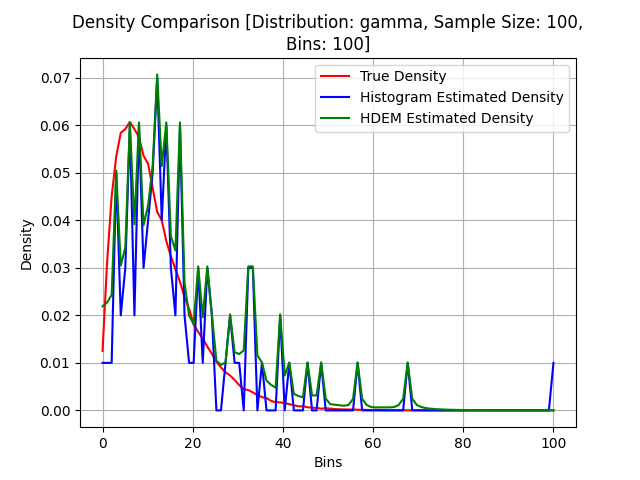 Density Comparison [Distribution: gamma, Sample Size: 100,
Bins: 100]
True Density
Histogram Estimated Density
HDEM Estimated Density
Density
0.07
0.06
0.05
0.04
0.03
0.02
0.01
0.00
0 20 40 60 80 100
Bins